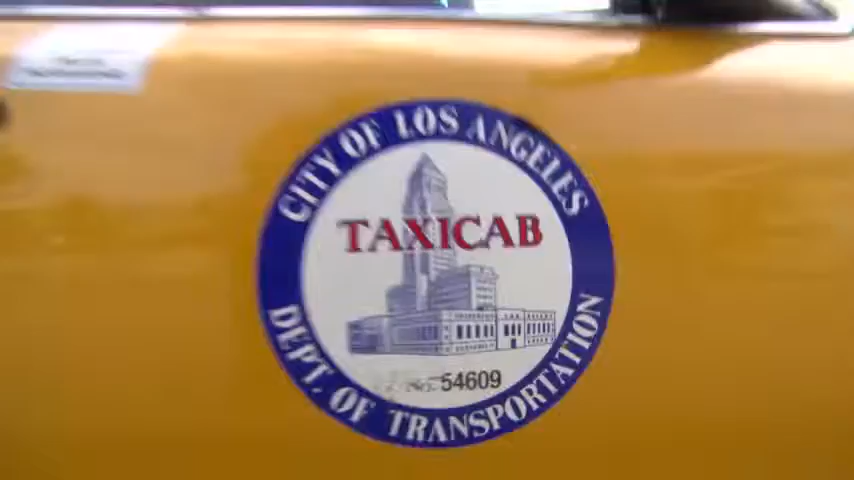 CITY OF LOS ANGELES
TAXICAB
54609
DEPT. OF TRANSPORTATION